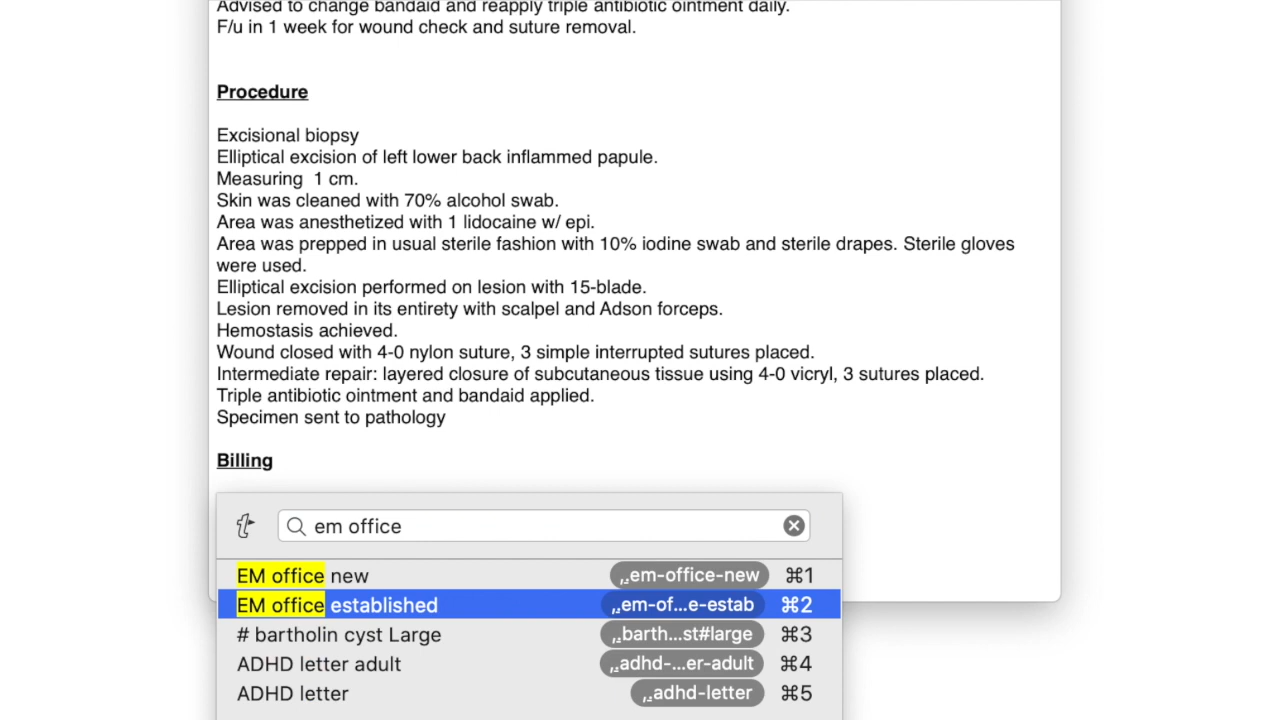 Advised to change bandaid and reapply triple antibiotic ointment daily.
F/u in 1 week for wound check and suture removal.
Procedure
Excisional biopsy
Elliptical excision of left lower back inflammed papule.
Measuring  1 cm.
Skin was cleaned with 70% alcohol swab.
Area was anesthetized with 1 lidocaine w/ epi.
Area was prepped in usual sterile fashion with 10% iodine swab and sterile drapes. Sterile gloves
were used.
Elliptical excision performed on lesion with 15-blade.
Lesion removed in its entirety with scalpel and Adson forceps.
Hemostasis achieved.
Wound closed with 4-0 nylon suture, 3 simple interrupted sutures placed.
Intermediate repair: layered closure of subcutaneous tissue using 4-0 vicryl, 3 sutures placed.
Triple antibiotic ointment and bandaid applied.
Specimen sent to pathology
Billing
em office
EM office new ,,em-office-new ⌘1
EM office established ,,em-of...e-estab ⌘2
# bartholin cyst Large ,,barth...st#large ⌘3
ADHD letter adult ,,adhd-...er-adult ⌘4
ADHD letter ,,adhd-letter ⌘5